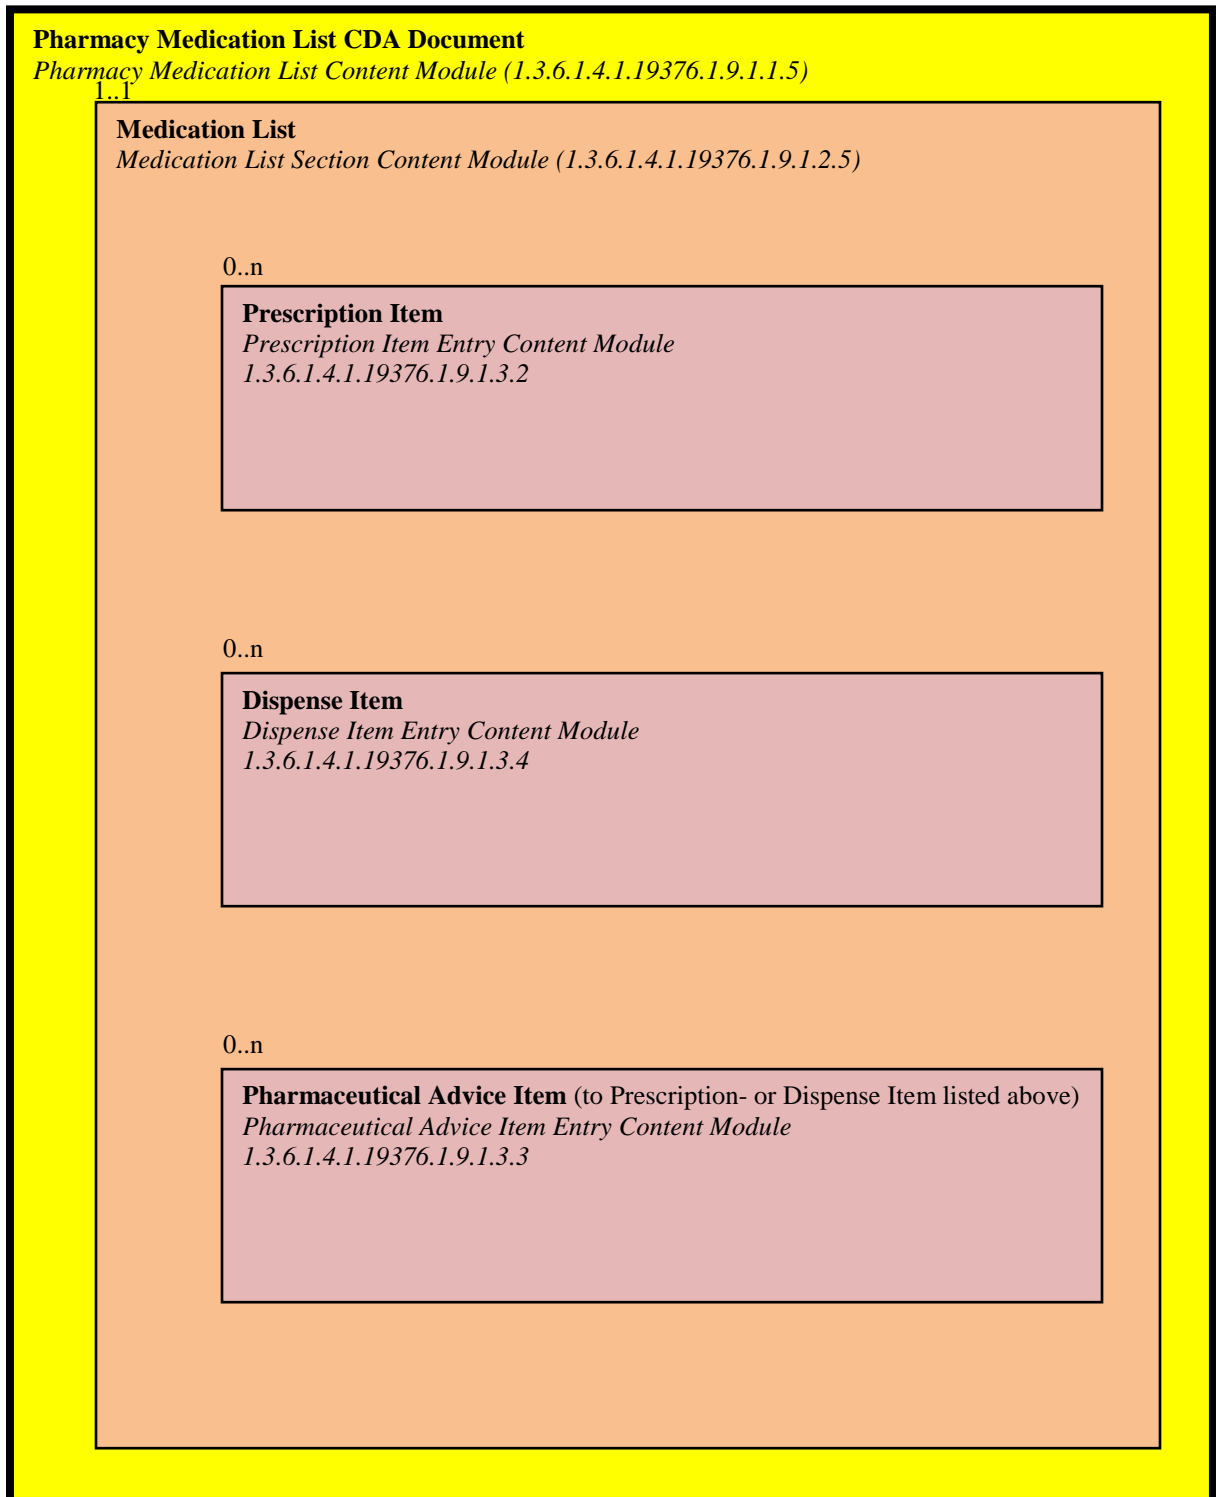 Pharmacy Medication List CDA Document
Pharmacy Medication List Content Module (1.3.6.1.4.1.19376.1.9.1.1.5)
1..1
Medication List
Medication List Section Content Module (1.3.6.1.4.1.19376.1.9.1.2.5)
0..n
Prescription Item
Prescription Item Entry Content Module
1.3.6.1.4.1.19376.1.9.1.3.2
0..n
Dispense Item
Dispense Item Entry Content Module
1.3.6.1.4.1.19376.1.9.1.3.4
0..n
Pharmaceutical Advice Item (to Prescription- or Dispense Item listed above)
Pharmaceutical Advice Item Entry Content Module
1.3.6.1.4.1.19376.1.9.1.3.3